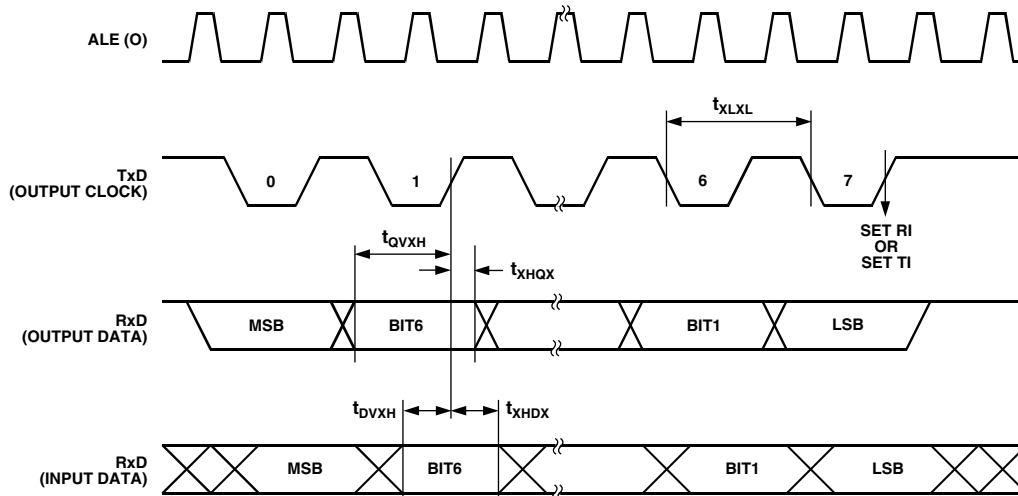 ALE (O)
tXLXL
TxD
(OUTPUT CLOCK)
0
1
6
7
SET RI
OR
SET TI
tQVXH
tXHQX
RxD
(OUTPUT DATA)
MSB
BIT6
BIT1
LSB
tDVXH
tXHDX
RxD
(INPUT DATA)
MSB
BIT6
BIT1
LSB